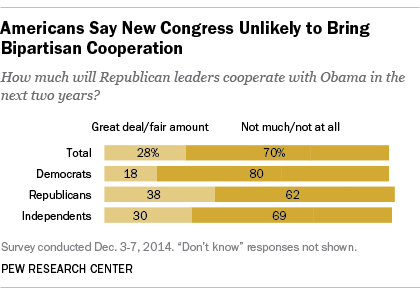 Americans Say New Congress Unlikely to Bring
Bipartisan Cooperation
How much will Republican leaders cooperate with Obama in the
next two years?
Great deal/fair amount Not much/not at all
Total 28% 70%
Democrats 18 80
Republicans 38 62
Independents 30 69
Survey conducted Dec. 3-7, 2014. “Don’t know” responses not shown.
PEW RESEARCH CENTER